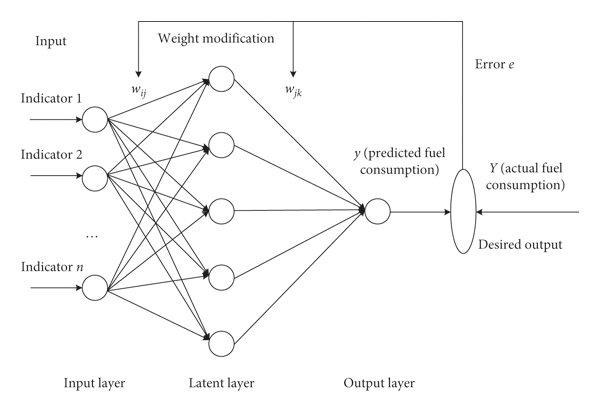 Input
Weight modification
Error e
w_ij
w_jk
Indicator 1
Indicator 2
...
Indicator n
y (predicted fuel
consumption)
Y (actual fuel
consumption)
Desired output
Input layer
Latent layer
Output layer